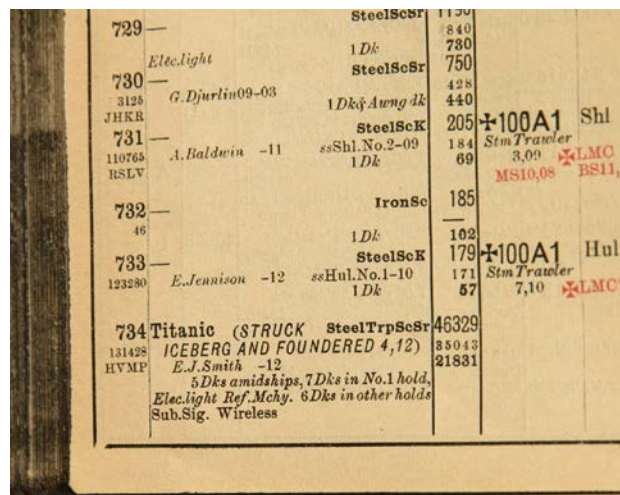 SteelScSr 1190
729— 840
1Dk 730
Elec.light SteelScSr 750
730— 428
3125 G.Djurlin09-03 1Dk&Awng dk 440
JHKR
731— SteelScK 205 ✠100A1 Shl
110765 A.Baldwin -11 ssShl.No.2-09 184 Stm Trawler
RSLV 1Dk 69 3,09 ✠LMC
MS10,08 BS11,
732— IronSc 185
46 —
1Dk 102
733— SteelScK 179 ✠100A1 Hul
123280 E.Jennison -12 ssHul.No.1-10 171 Stm Trawler
1Dk 57 7,10 ✠LMC
734 Titanic (STRUCK SteelTrpScSr 46329
131428 ICEBERG AND FOUNDERED 4,12) 35043
HVMP E.J.Smith -12 21831
5Dks amidships, 7Dks in No.1 hold,
Elec.light Ref.Mchy. 6Dks in other holds
Sub.Sig. Wireless